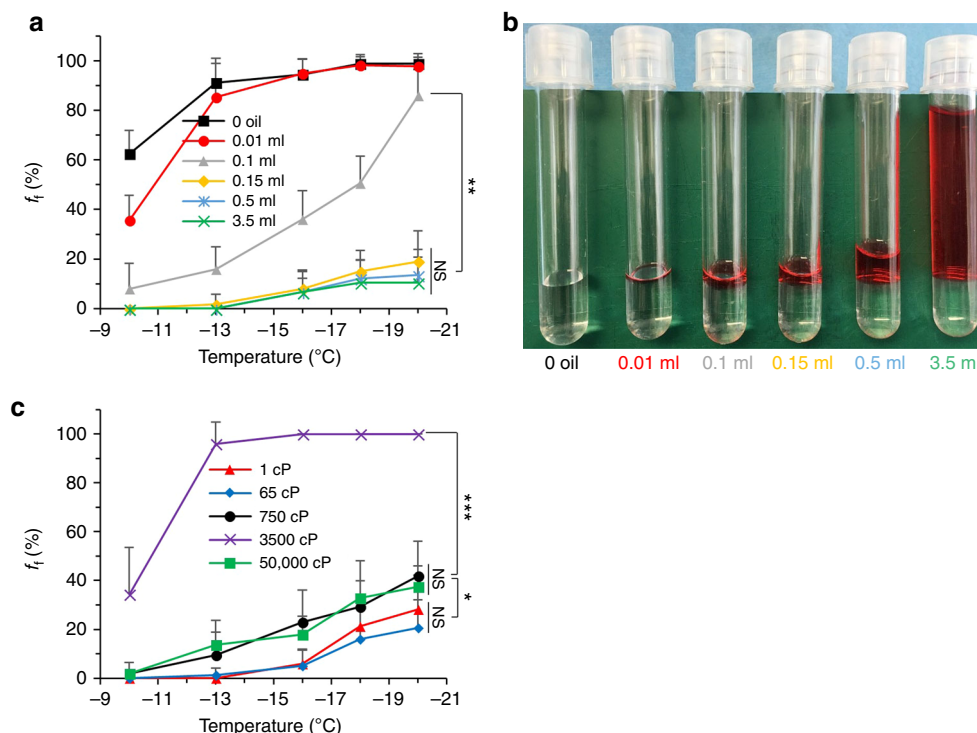 a
100
80
60
40
20
0
f_f (%)
0 oil
0.01 ml
0.1 ml
0.15 ml
0.5 ml
3.5 ml
**
NS
–9
–11
–13
–15
–17
–19
–21
Temperature (°C)
b
0 oil
0.01 ml
0.1 ml
0.15 ml
0.5 ml
3.5 m
c
100
80
60
40
20
0
f_f (%)
1 cP
65 cP
750 cP
3500 cP
50,000 cP
***
NS
*
NS
–9
–11
–13
–15
–17
–19
–21
Temperature (°C)